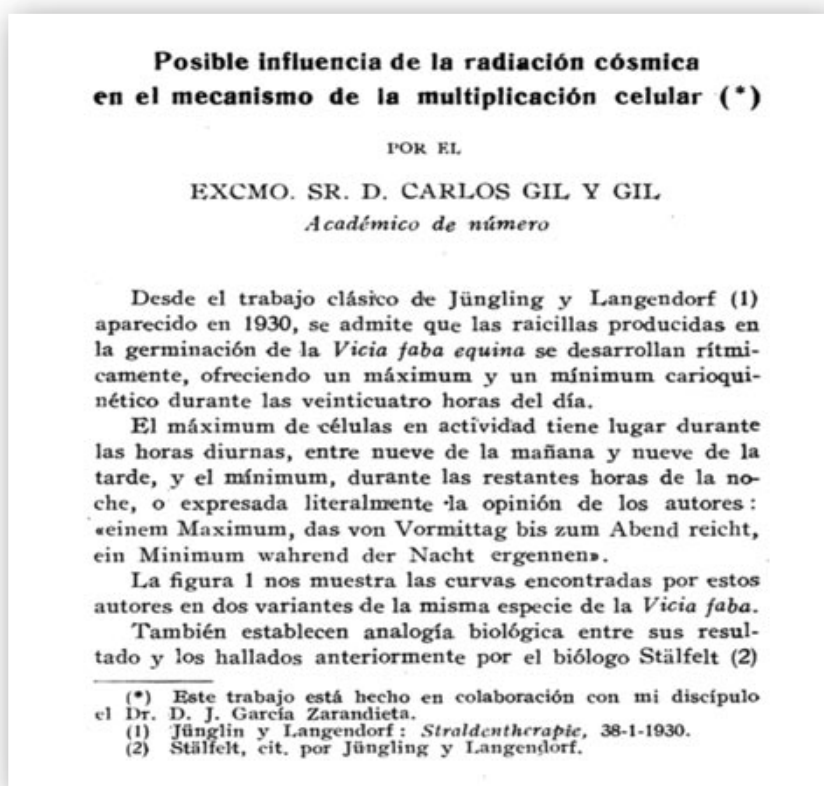 Posible influencia de la radiación cósmica
en el mecanismo de la multiplicación celular (*)
POR EL
EXCMO. SR. D. CARLOS GIL Y GIL
Académico de número
Desde el trabajo clásico de Jüngling y Langendorf (1)
aparecido en 1930, se admite que las raicillas producidas en
la germinación de la Vicia faba equina se desarrollan rítmi-
camente, ofreciendo un máximum y un mínimum carioqui-
nético durante las veinticuatro horas del día.
El máximum de células en actividad tiene lugar durante
las horas diurnas, entre nueve de la mañana y nueve de la
tarde, y el mínimum, durante las restantes horas de la no-
che, o expresada literalmente la opinión de los autores:
«einem Maximum, das von Vormittag bis zum Abend reicht,
ein Minimum wahrend der Nacht ergennen».
La figura 1 nos muestra las curvas encontradas por estos
autores en dos variantes de la misma especie de la Vicia faba.
También establecen analogía biológica entre sus resul-
tado y los hallados anteriormente por el biólogo Stälfelt (2)
(*) Este trabajo está hecho en colaboración con mi discípulo
el Dr. D. J. García Zarandieta.
(1) Jünglin y Langendorf: Straldentherapie, 38-1-1930.
(2) Stälfelt, cit. por Jüngling y Langendorf.